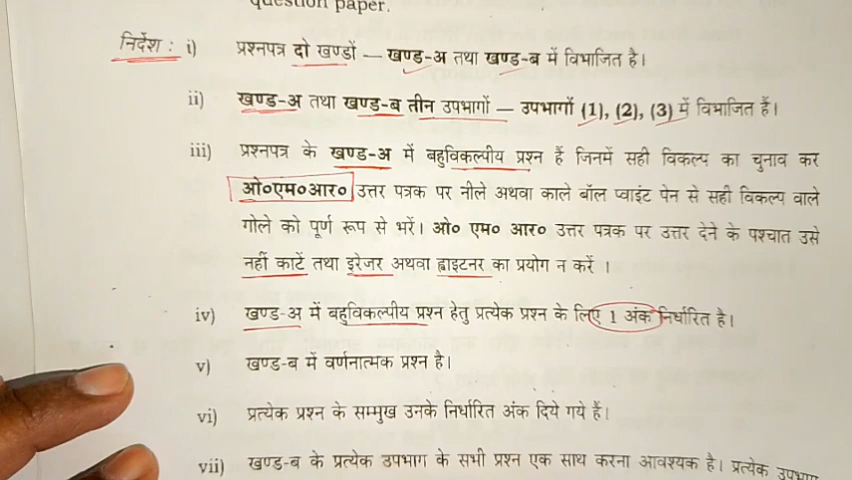 question paper.
निर्देश : i) प्रश्नपत्र दो खण्डों — खण्ड-अ तथा खण्ड-ब में विभाजित है।
ii) खण्ड-अ तथा खण्ड-ब तीन उपभागों — उपभागों (1), (2), (3) में विभाजित हैं।
iii) प्रश्नपत्र के खण्ड-अ में बहुविकल्पीय प्रश्न हैं जिनमें सही विकल्प का चुनाव कर
ओ०एम०आर० उत्तर पत्रक पर नीले अथवा काले बॉल प्वाइंट पेन से सही विकल्प वाले
गोले को पूर्ण रूप से भरें। ओ० एम० आर० उत्तर पत्रक पर उत्तर देने के पश्चात उसे
नहीं काटें तथा इरेजर अथवा ह्वाइटनर का प्रयोग न करें ।
iv) खण्ड-अ में बहुविकल्पीय प्रश्न हेतु प्रत्येक प्रश्न के लिए 1 अंक निर्धारित है।
v) खण्ड-ब में वर्णनात्मक प्रश्न है।
vi) प्रत्येक प्रश्न के सम्मुख उनके निर्धारित अंक दिये गये हैं।
vii) खण्ड-ब के प्रत्येक उपभाग के सभी प्रश्न एक साथ करना आवश्यक है। प्रत्येक उपभाग